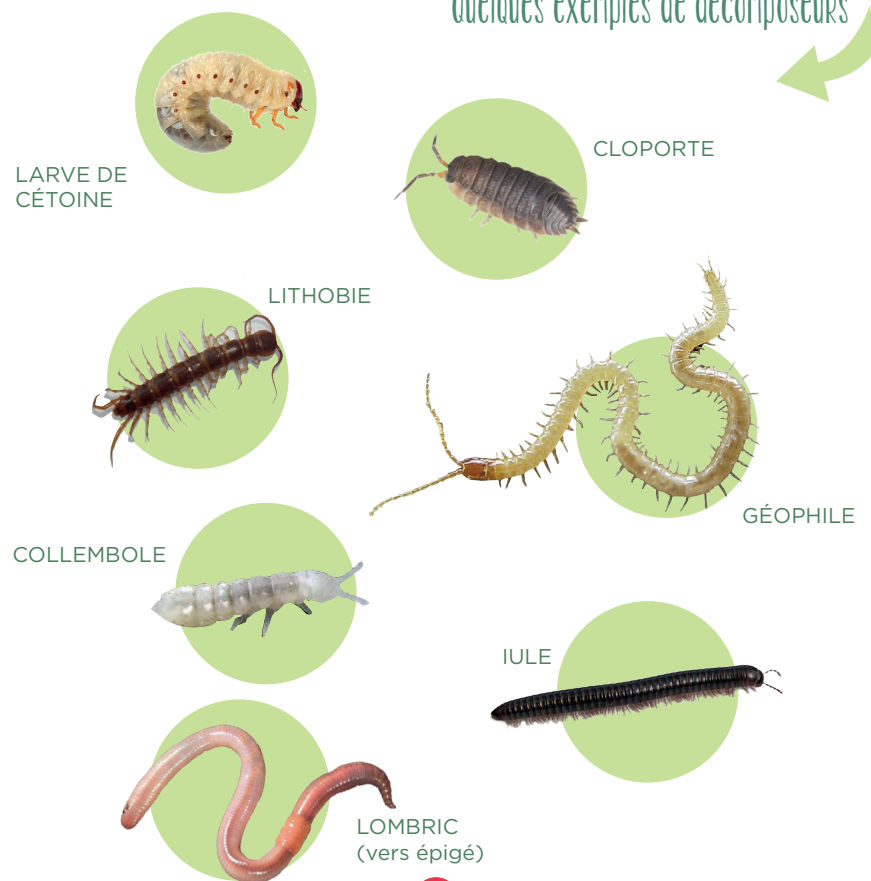 quelques exemples de décomposeurs
CLOPORTE
LARVE DE
CÉTOINE
LITHOBIE
GÉOPHILE
COLLEMBOLE
IULE
LOMBRIC
(vers épigé)